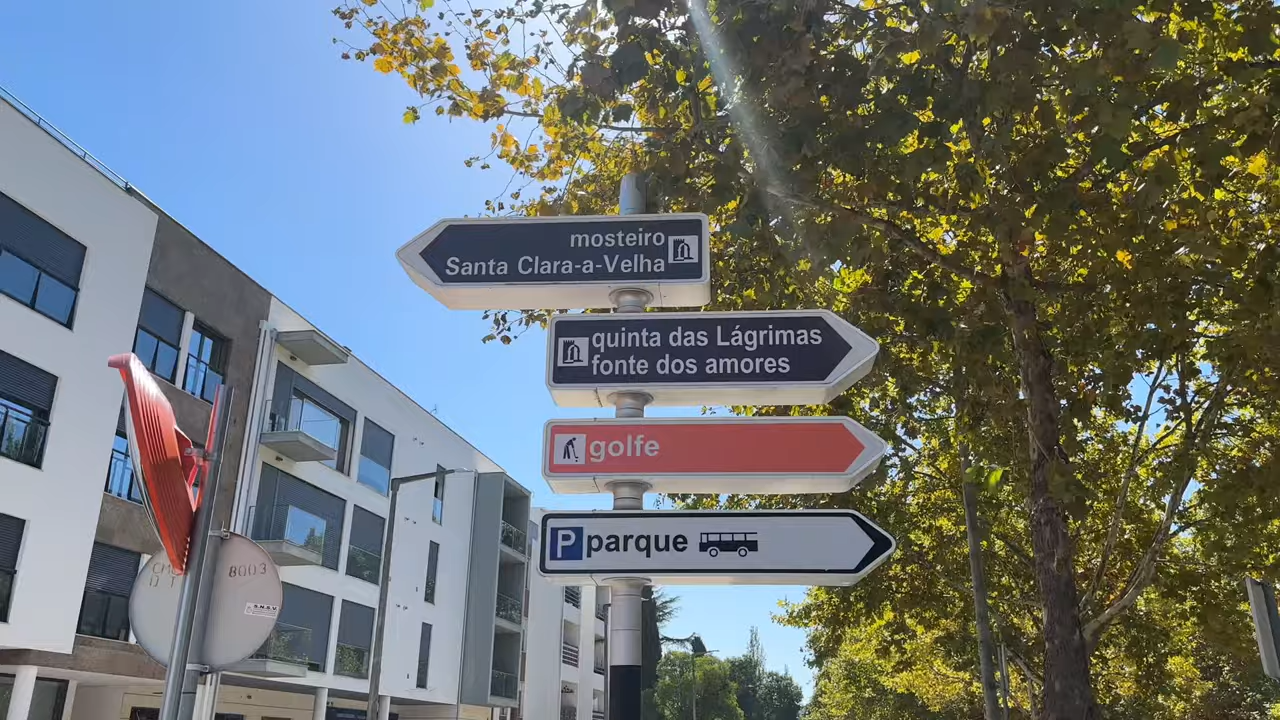 mosteiro
Santa Clara-a-Velha
quinta das Lágrimas
fonte dos amores
golfe
P parque
8003